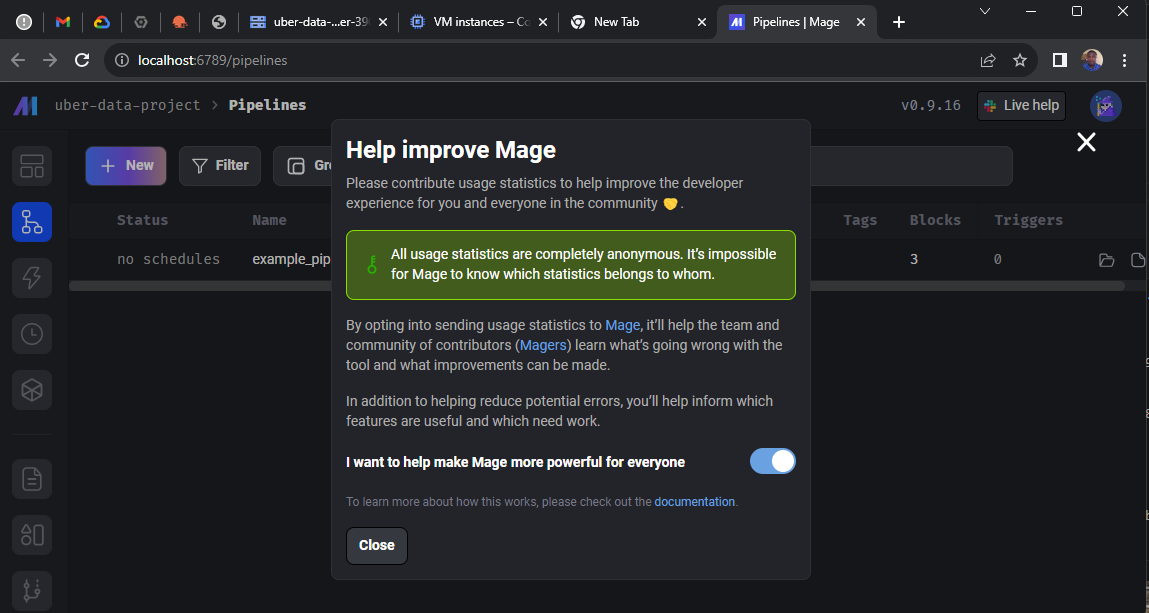 uber-data-...er-39
VM instances – Co
New Tab
Pipelines | Mage
localhost:6789/pipelines
uber-data-project > Pipelines
v0.9.16
Live help
Help improve Mage
+ New
Filter
Gro
Please contribute usage statistics to help improve the developer
experience for you and everyone in the community 🤝.
Status
Name
Tags
Blocks
Triggers
All usage statistics are completely anonymous. It's impossible
for Mage to know which statistics belongs to whom.
no schedules
example_pip
3
0
By opting into sending usage statistics to Mage, it'll help the team and
community of contributors (Magers) learn what's going wrong with the
tool and what improvements can be made.
In addition to helping reduce potential errors, you'll help inform which
features are useful and which need work.
I want to help make Mage more powerful for everyone
To learn more about how this works, please check out the documentation.
Close